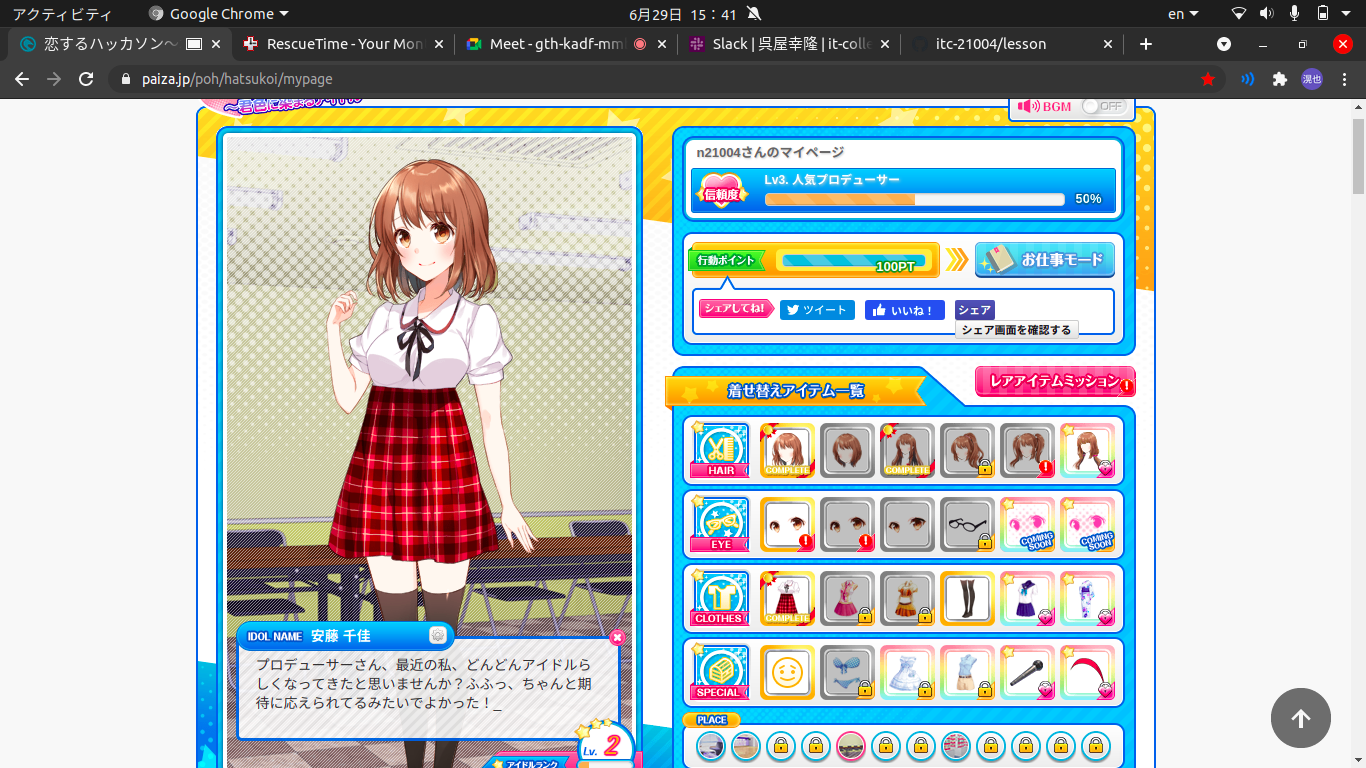 アクティビティ
Google Chrome
6月29日 15：41
en
恋するハッカソン〜
RescueTime - Your Mon
Meet - gth-kadf-mm
Slack | 呉屋幸隆 | it-colle
itc-21004/lesson
paiza.jp/poh/hatsukoi/mypage
滉也
BGM
OFF
n21004さんのマイページ
信頼度
Lv3. 人気プロデューサー
50%
行動ポイント
100PT
お仕事モード
シェアしてね!
ツイート
いいね！
シェア
シェア画面を確認する
着せ替えアイテム一覧
レアアイテムミッション
HAIR
COMPLETE
COMPLETE
EYE
COMING SOON
COMING SOON
CLOTHES
COMPLETE
SPECIAL
PLACE
IDOL NAME 安藤 千佳
プロデューサーさん、最近の私、どんどんアイドルら
しくなってきたと思いませんか？ふふっ、ちゃんと期
待に応えられてるみたいでよかった！_
Lv. 2
アイドルランク